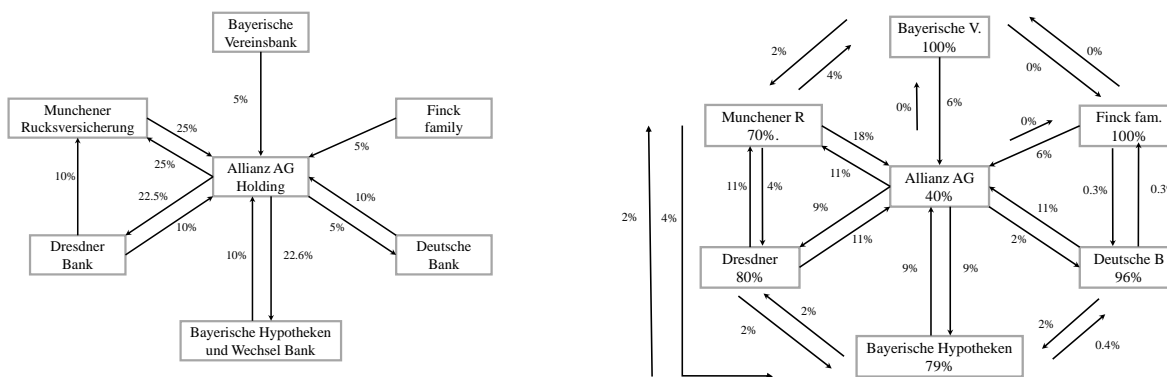 Bayerische
Vereinsbank
5%
Munchener
Rucksversicherung
25%
Finck
family
5%
25%
10%
Allianz AG
Holding
22.5%
10%
10%
5%
Dresdner
Bank
10%
22.6%
Deutsche
Bank
Bayerische Hypotheken
und Wechsel Bank
Bayerische V.
100%
2%
4%
0%
0%
0%
6%
Munchener R
70%.
18%
0%
Finck fam.
100%
6%
11%
11%
4%
Allianz AG
40%
0.3%
0.3%
9%
11%
2%
4%
11%
2%
Dresdner
80%
9%
9%
Deutsche B
96%
2%
2%
2%
0.4%
Bayerische Hypotheken
79%